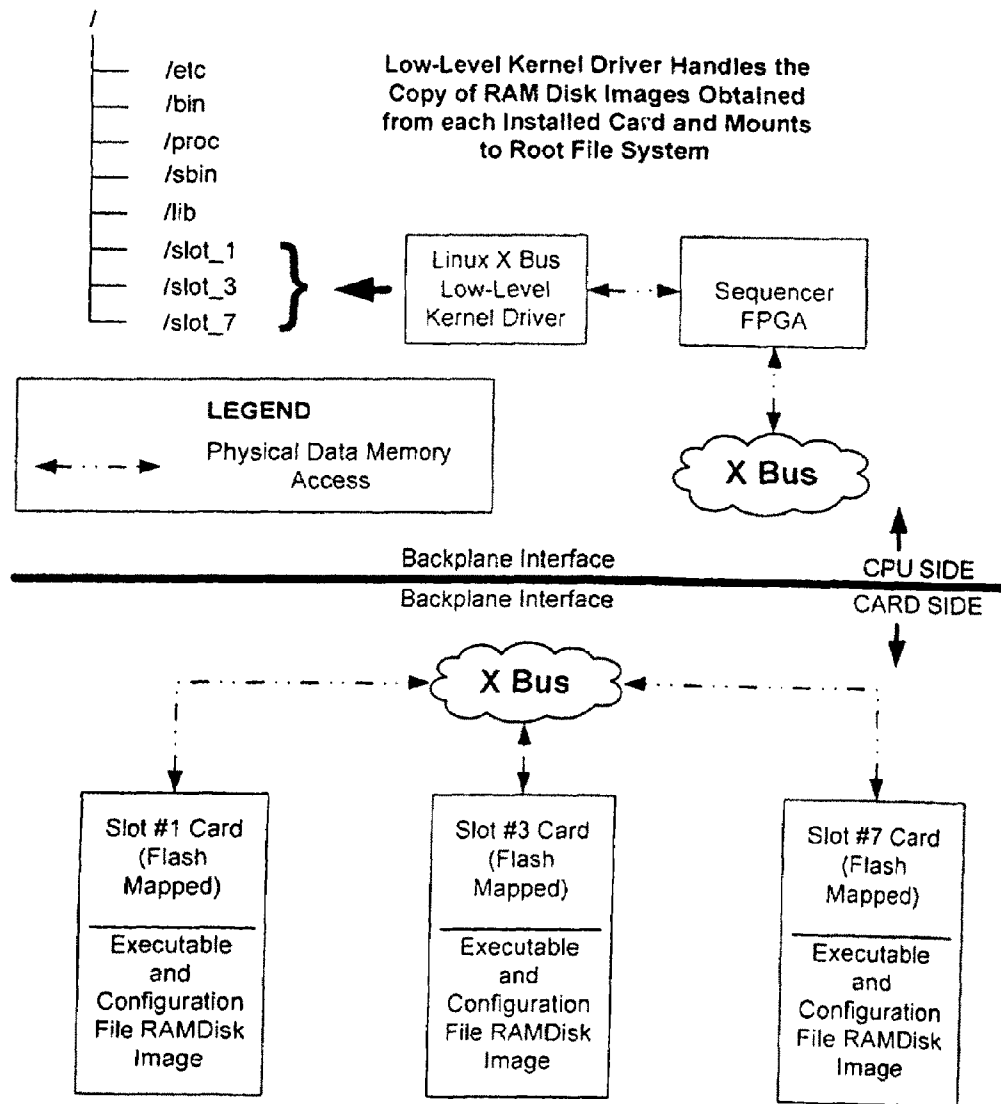 /
/etc
/bin
/proc
/sbin
/lib
/slot_1
/slot_3
/slot_7
Low-Level Kernel Driver Handles the
Copy of RAM Disk Images Obtained
from each Installed Card and Mounts
to Root File System
Linux X Bus
Low-Level
Kernel Driver
Sequencer
FPGA
LEGEND
Physical Data Memory
Access
X Bus
Backplane Interface
CPU SIDE
Backplane Interface
CARD SIDE
X Bus
Slot #1 Card
(Flash
Mapped)
Executable
and
Configuration
File RAMDisk
Image
Slot #3 Card
(Flash
Mapped)
Executable
and
Configuration
File RAMDisk
Image
Slot #7 Card
(Flash
Mapped)
Executable
and
Configuration
File RAMDisk
Image